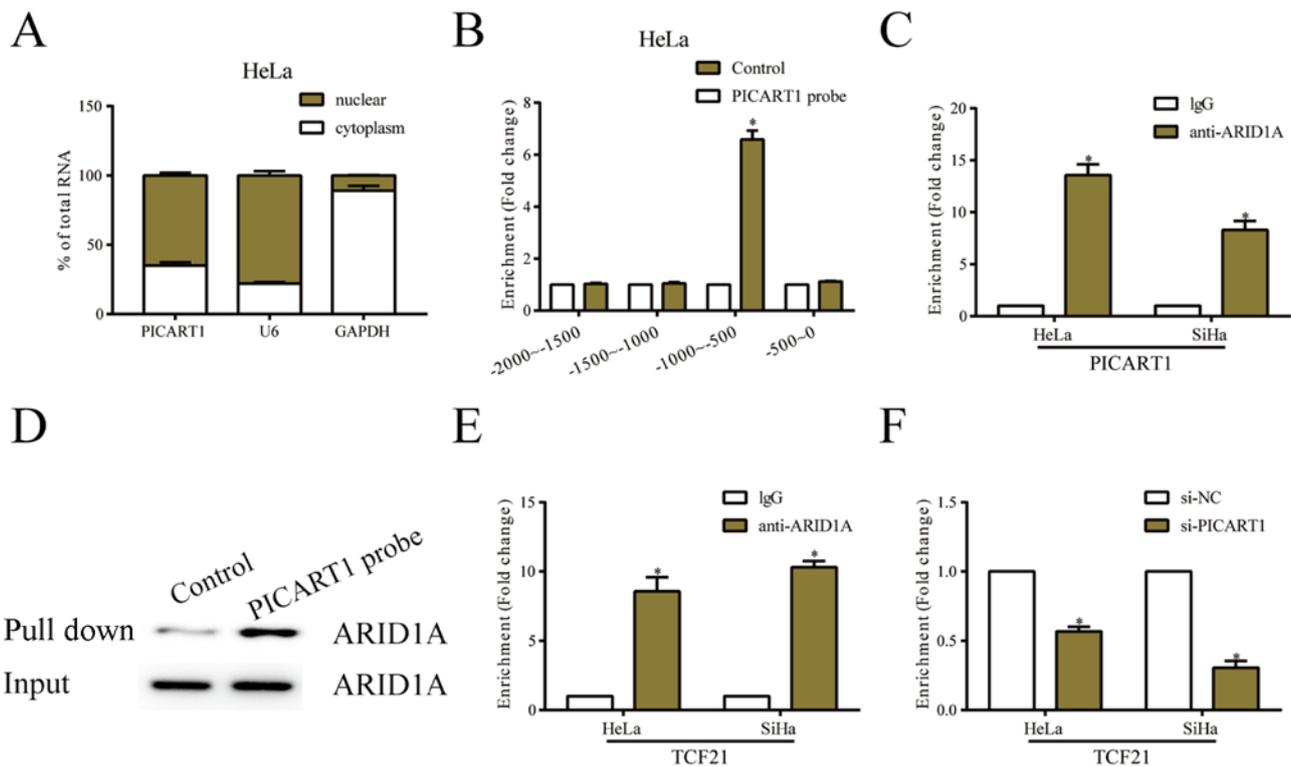 A
HeLa
nuclear
cytoplasm
% of total RNA
150
100
50
0
PICART1 U6 GAPDH
B
HeLa
Control
PICART1 probe
Enrichment (Fold change)
8
6
4
2
0
-2000~-1500 -1500~-1000 -1000~-500 -500~0
*
C
IgG
anti-ARID1A
Enrichment (Fold change)
20
15
10
5
0
* *
HeLa SiHa
PICART1
D
Control PICART1 probe
Pull down ARID1A
Input ARID1A
E
IgG
anti-ARID1A
Enrichment (Fold change)
15
10
5
0
* *
HeLa SiHa
TCF21
F
si-NC
si-PICART1
Enrichment (Fold change)
1.5
1.0
0.5
0.0
* *
HeLa SiHa
TCF21